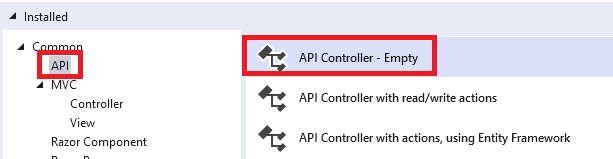 Installed
Common
API
MVC
Controller
View
Razor Component
API Controller - Empty
API Controller with read/write actions
API Controller with actions, using Entity Framework